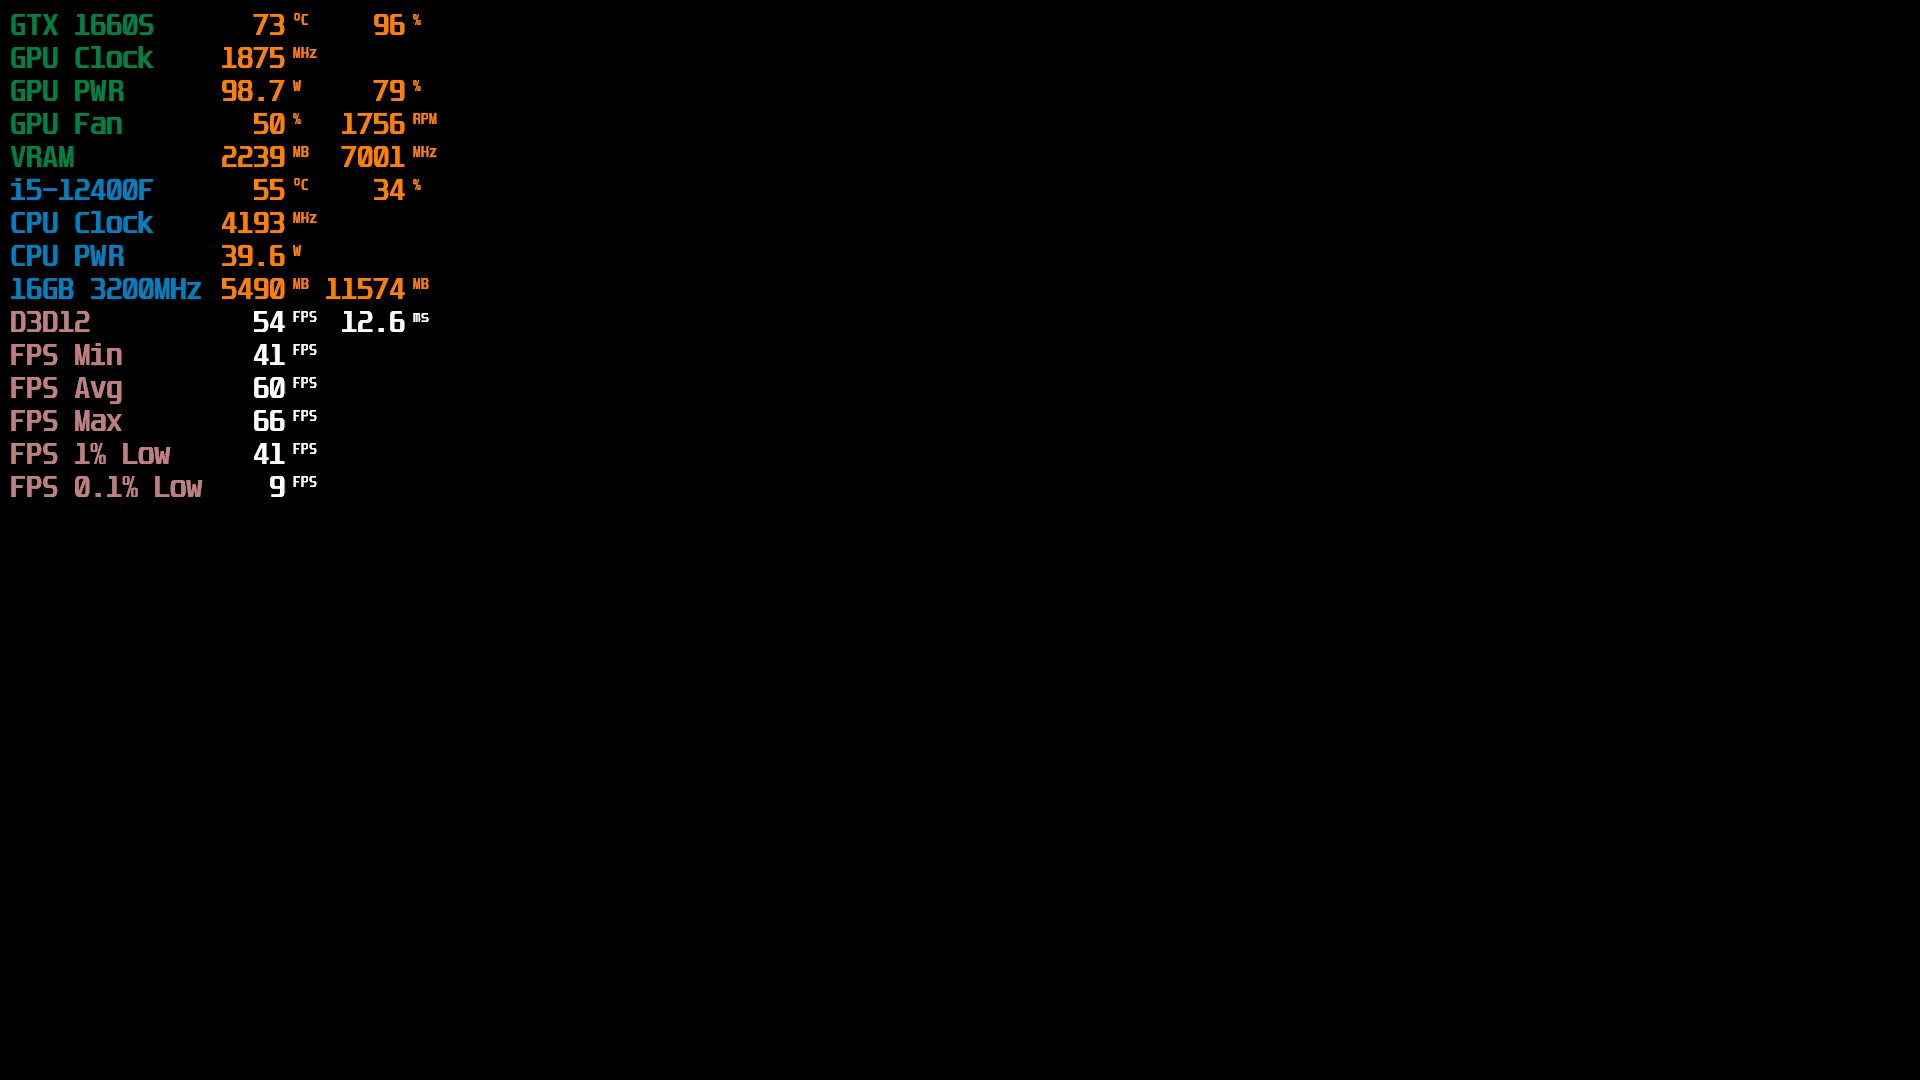 GTX 1660S 73 °C 96 %
GPU Clock 1875 MHz
GPU PWR 98.7 W 79 %
GPU Fan 50 % 1756 RPM
VRAM 2239 MB 7001 MHz
i5-12400F 55 °C 34 %
CPU Clock 4193 MHz
CPU PWR 39.6 W
16GB 3200MHz 5490 MB 11574 MB
D3D12 54 FPS 12.6 ms
FPS Min 41 FPS
FPS Avg 60 FPS
FPS Max 66 FPS
FPS 1% Low 41 FPS
FPS 0.1% Low 9 FPS